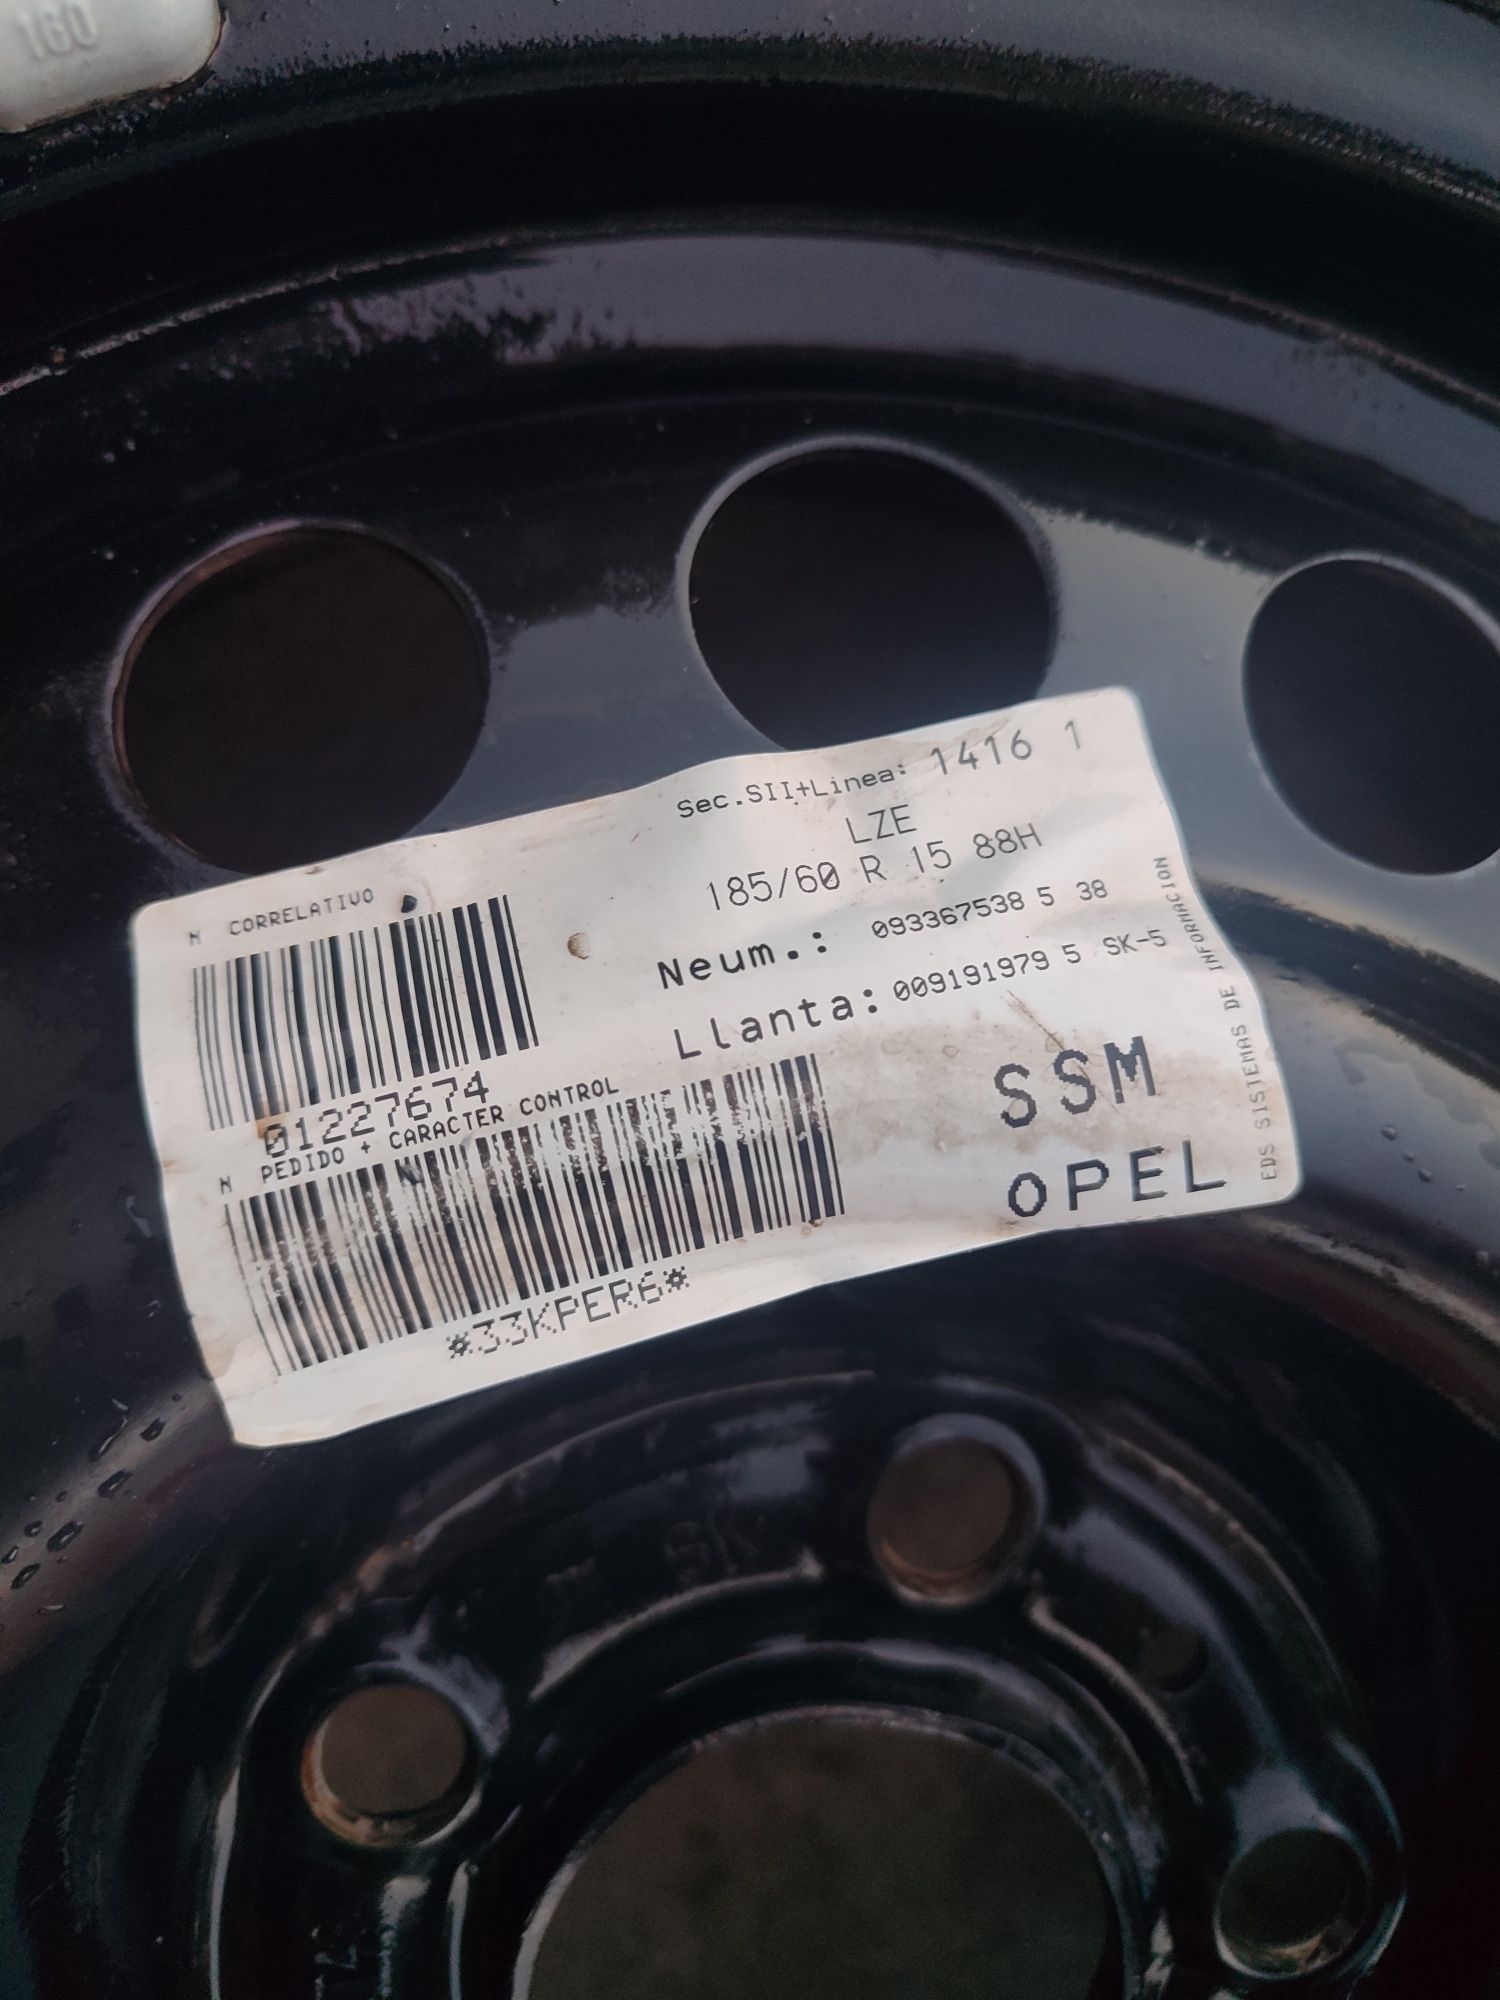 160
Sec.SII+Linea: 1416 1
LZE
185/60 R 15 88H
Neum.: 093367538 5 38
Llanta: 009191979 5 SK-5
SSM
OPEL
EDS SISTEMAS DE INFORMACION
N CORRELATIVO
01227674
N PEDIDO + CARACTER CONTROL
*33KPER6*